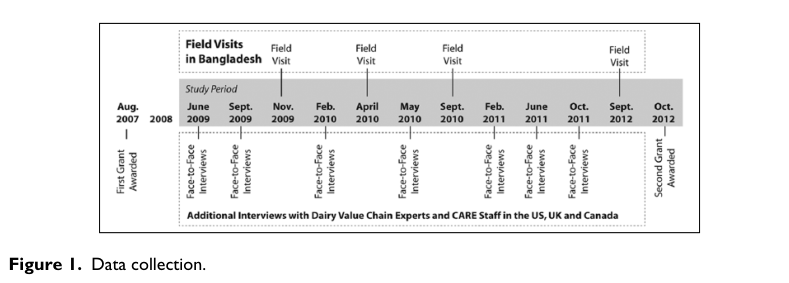 Field Visits
in Bangladesh
Field
Visit
Field
Visit
Field
Visit
Field
Visit
Study Period
Aug.
2007
2008
June
2009
Sept.
2009
Nov.
2009
Feb.
2010
April
2010
May
2010
Sept.
2010
Feb.
2011
June
2011
Oct.
2011
Sept.
2012
Oct.
2012
First Grant
Awarded
Face-to-Face
Interviews
Face-to-Face
Interviews
Face-to-Face
Interviews
Face-to-Face
Interviews
Face-to-Face
Interviews
Face-to-Face
Interviews
Face-to-Face
Interviews
Second Grant
Awarded
Additional Interviews with Dairy Value Chain Experts and CARE Staff in the US, UK and Canada
Figure 1. Data collection.